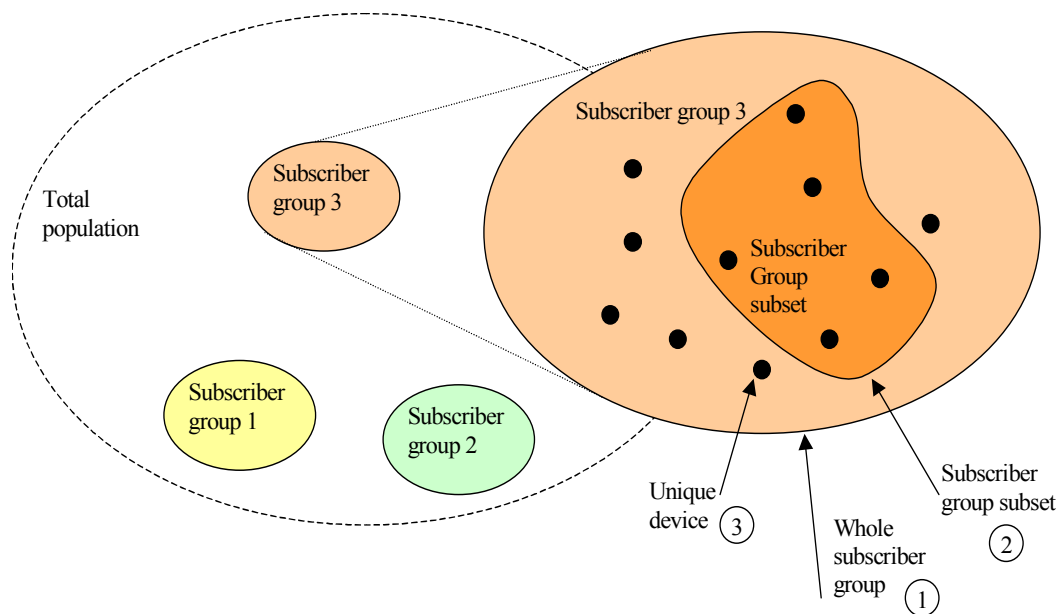 Subscriber group 3
Subscriber
group 3
Total
population
Subscriber
Group
subset
Subscriber
group 1
Subscriber
group 2
Unique
device 3
Subscriber
group subset
2
Whole
subscriber
group 1